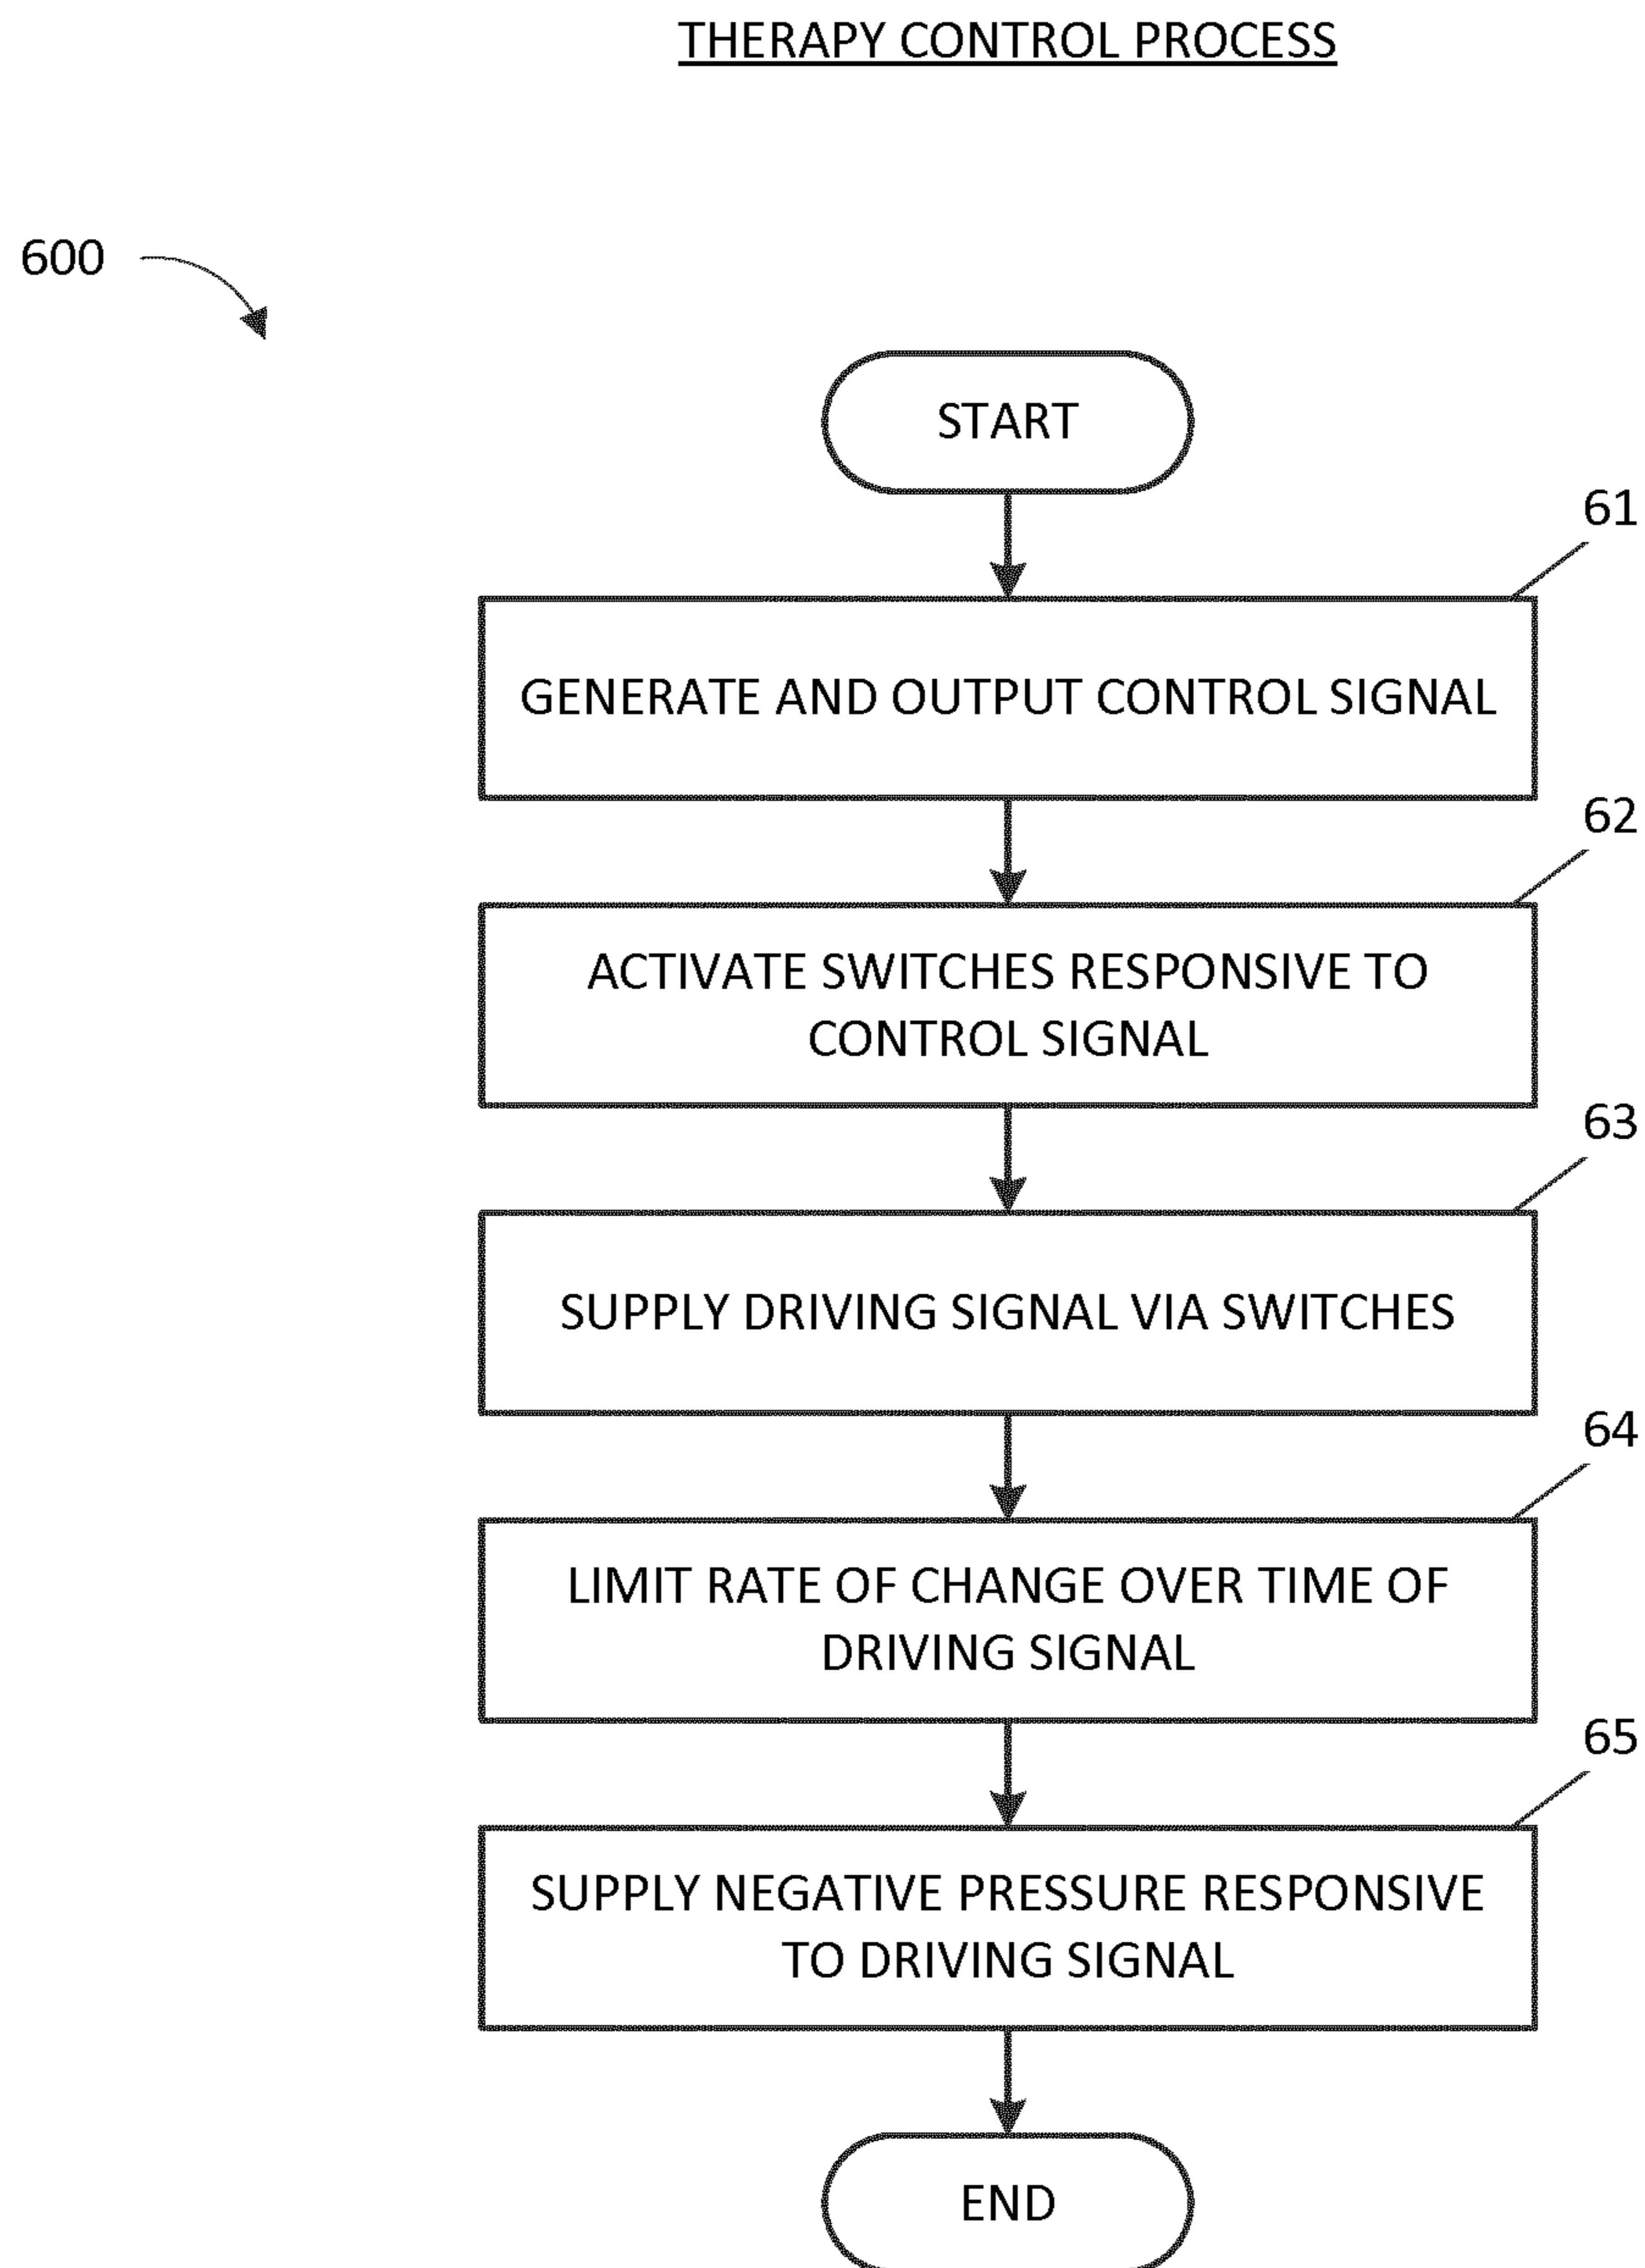 THERAPY CONTROL PROCESS
600
START
61
GENERATE AND OUTPUT CONTROL SIGNAL
62
ACTIVATE SWITCHES RESPONSIVE TO
CONTROL SIGNAL
63
SUPPLY DRIVING SIGNAL VIA SWITCHES
64
LIMIT RATE OF CHANGE OVER TIME OF
DRIVING SIGNAL
65
SUPPLY NEGATIVE PRESSURE RESPONSIVE
TO DRIVING SIGNAL
END